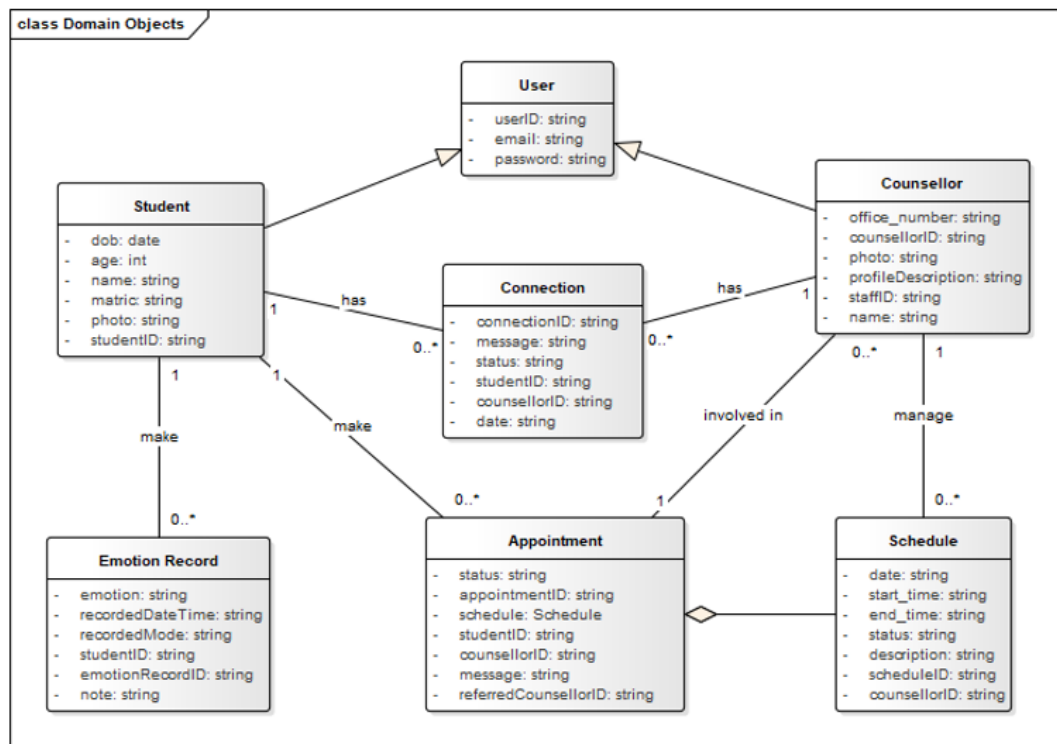 class Domain Objects
User
- userID: string
- email: string
- password: string
Student
- dob: date
- age: int
- name: string
- matric: string
- photo: string
- studentID: string
Counsellor
- office_number: string
- counsellorID: string
- photo: string
- profileDescription: string
- staffID: string
- name: string
Connection
- connectionID: string
- message: string
- status: string
- studentID: string
- counsellorID: string
- date: string
1
has
0..*
has
1
0..*
1
make
0..*
1
make
0..*
0..*
involved in
1
1
manage
0..*
Emotion Record
- emotion: string
- recordedDateTime: string
- recordedMode: string
- studentID: string
- emotionRecordID: string
- note: string
Appointment
- status: string
- appointmentID: string
- schedule: Schedule
- studentID: string
- counsellorID: string
- message: string
- referredCounsellorID: string
Schedule
- date: string
- start_time: string
- end_time: string
- status: string
- description: string
- scheduleID: string
- counsellorID: string